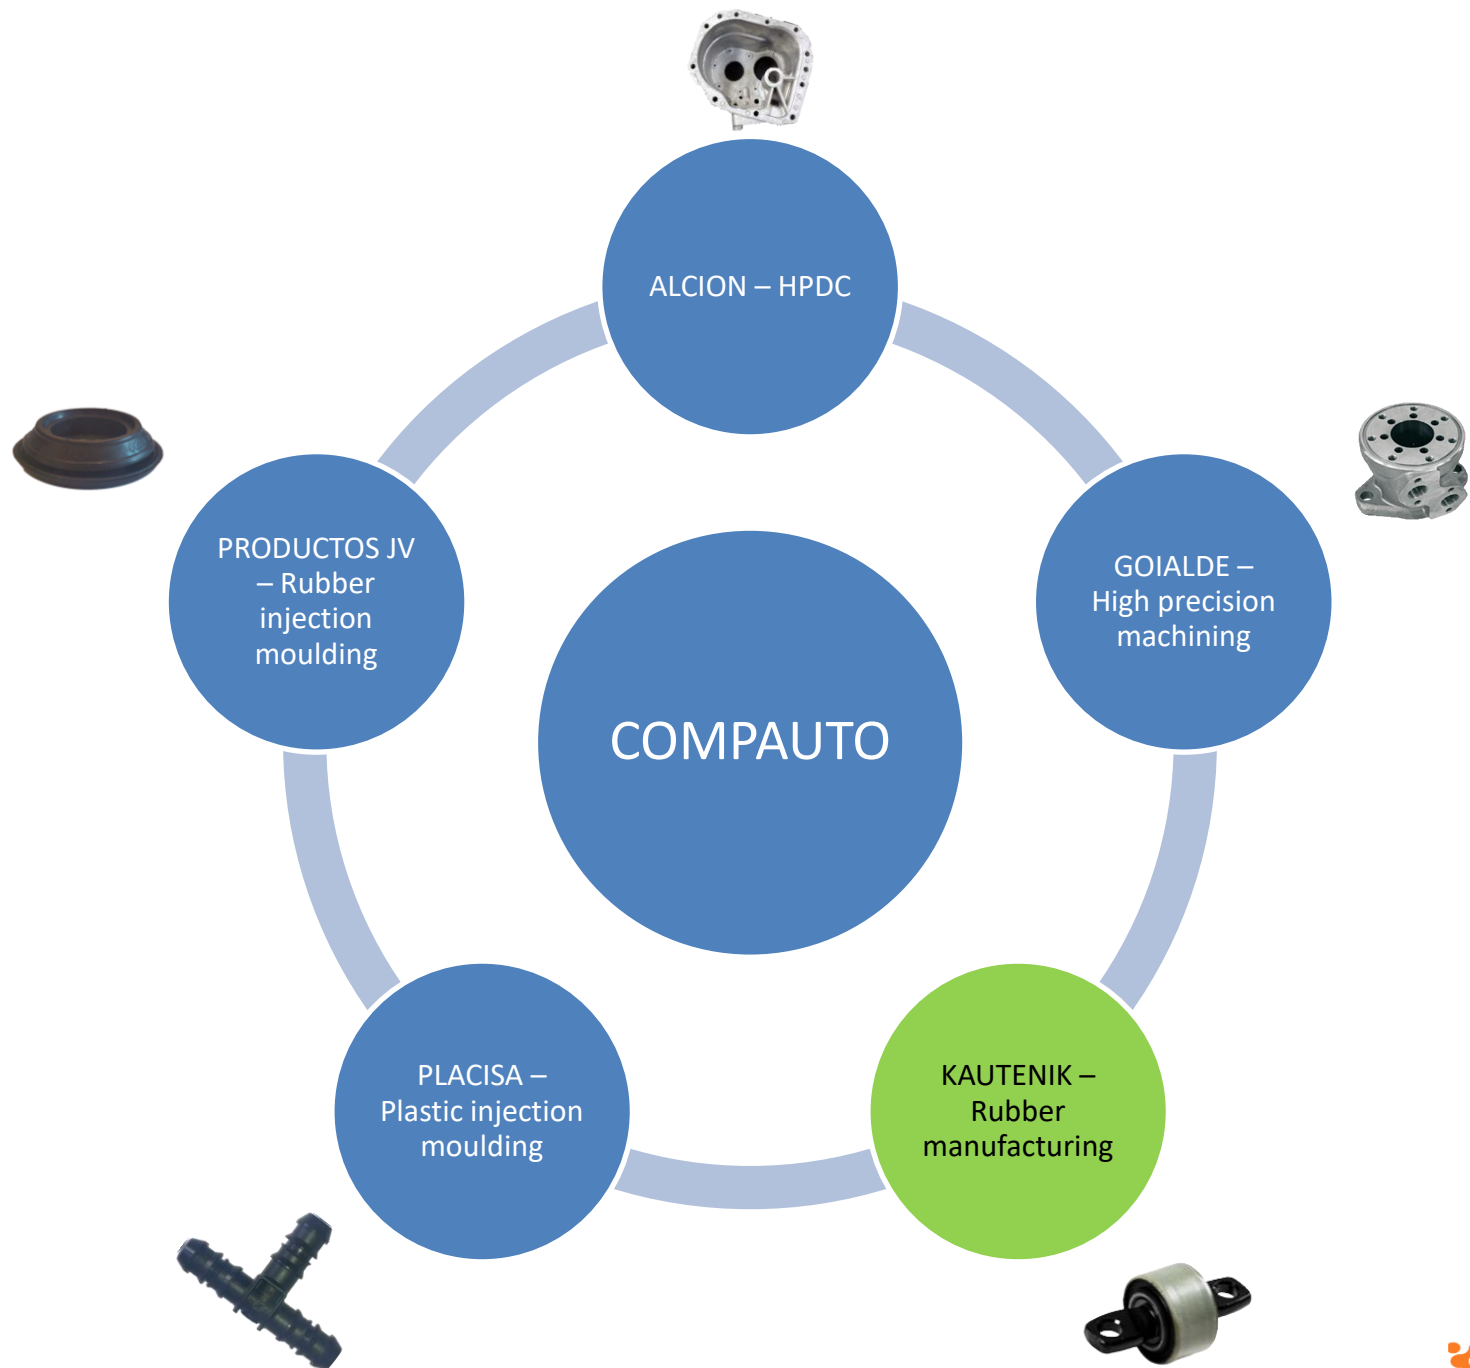 ALCION – HPDC
PRODUCTOS JV
– Rubber
injection
moulding
GOIALDE –
High precision
machining
COMPAUTO
PLACISA –
Plastic injection
moulding
KAUTENIK –
Rubber
manufacturing